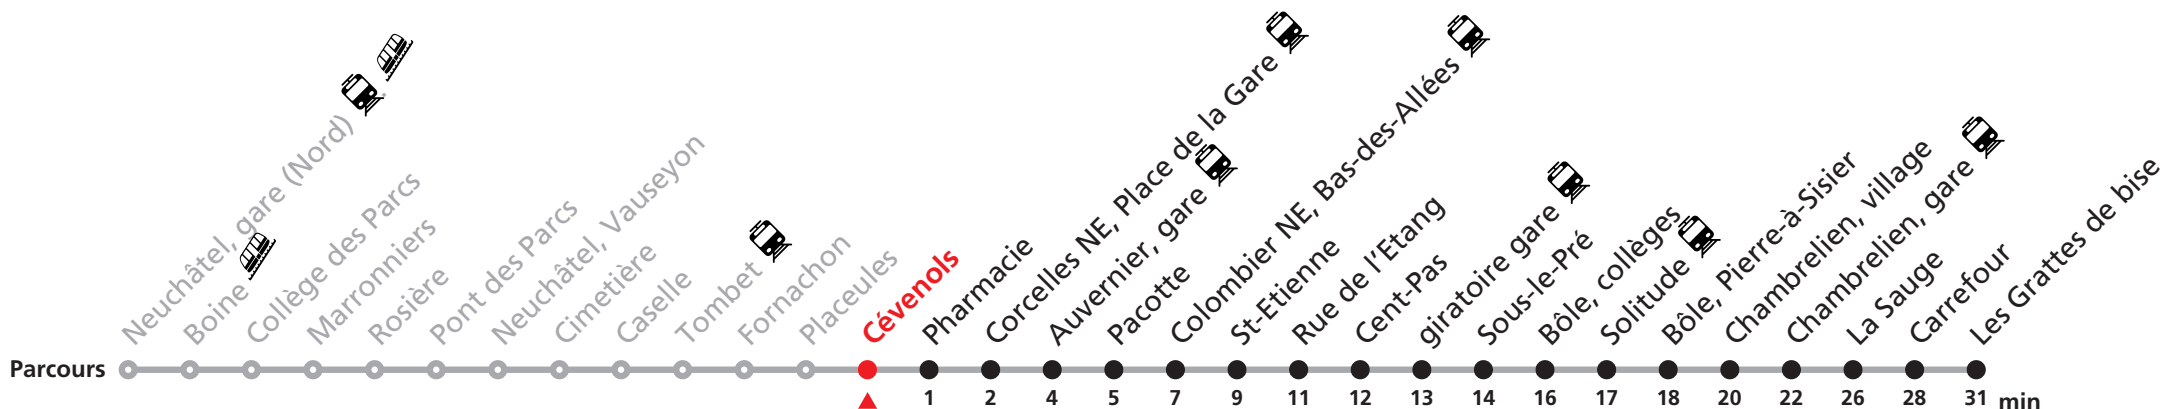 Neuchâtel, gare (Nord)
Boine
Collège des Parcs
Marronniers
Rosière
Pont des Parcs
Neuchâtel, Vauseyon
Cimetière
Caselle
Tombet
Fornachon
Placeules
Cévenols
Pharmacie
Corcelles NE, Place de la Gare
Auvernier, gare
Pacotte
Colombier NE, Bas-des-Allées
St-Etienne
Rue de l'Etang
Cent-Pas
giratoire gare
Sous-le-Pré
Bôle, collèges
Solitude
Bôle, Pierre-à-Sisier
Chambrelien, village
Chambrelien, gare
La Sauge
Carrefour
Les Grattes de bise
Parcours
1 2 4 5 7 9 11 12 13 14 16 17 18 20 22 26 28 31 min